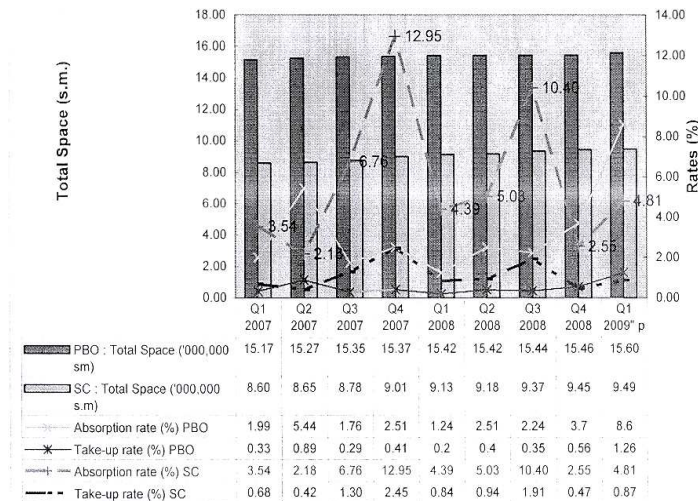 18.00
16.00
14.00
12.00
10.00
8.00
6.00
4.00
2.00
0.00
Total Space (s.m.)
14.00
12.00
10.00
8.00
6.00
4.00
2.00
0.00
Rates (%)
3.54
2.18
6.76
12.95
4.39
5.03
10.40
2.55
4.81
Q1 Q2 Q3 Q4 Q1 Q2 Q3 Q4 Q1
2007 2007 2007 2007 2008 2008 2008 2008 2009" p
PBO : Total Space ('000,000 15.17 15.27 15.35 15.37 15.42 15.42 15.44 15.46 15.60
sm)
SC : Total Space ('000,000 8.60 8.65 8.78 9.01 9.13 9.18 9.37 9.45 9.49
s.m)
Absorption rate (%) PBO 1.99 5.44 1.76 2.51 1.24 2.51 2.24 3.7 8.6
Take-up rate (%) PBO 0.33 0.89 0.29 0.41 0.2 0.4 0.35 0.56 1.26
Absorption rate (%) SC 3.54 2.18 6.76 12.95 4.39 5.03 10.40 2.55 4.81
Take-up rate (%) SC 0.68 0.42 1.30 2.45 0.84 0.94 1.91 0.47 0.87